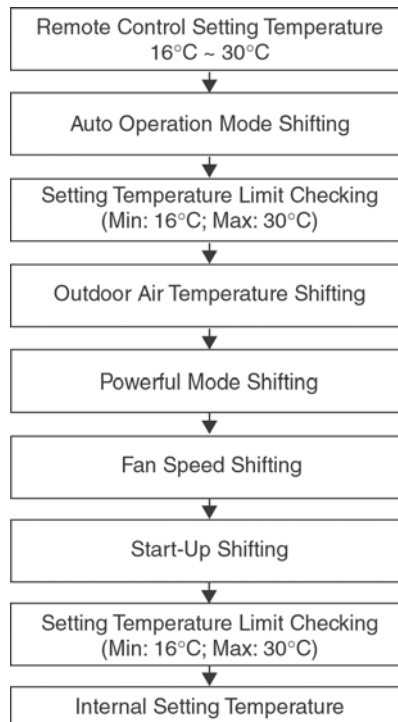 Remote Control Setting Temperature
16°C ~ 30°C
Auto Operation Mode Shifting
Setting Temperature Limit Checking
(Min: 16°C; Max: 30°C)
Outdoor Air Temperature Shifting
Powerful Mode Shifting
Fan Speed Shifting
Start-Up Shifting
Setting Temperature Limit Checking
(Min: 16°C; Max: 30°C)
Internal Setting Temperature